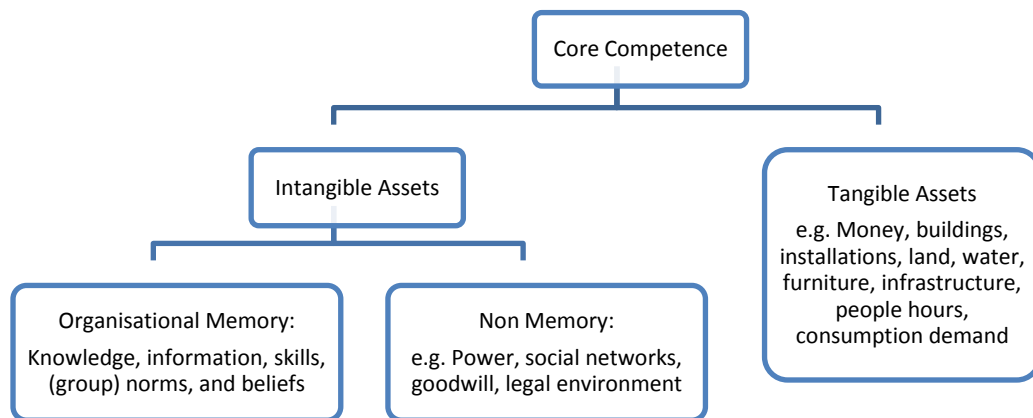 Core Competence
Intangible Assets
Tangible Assets
e.g. Money, buildings,
installations, land, water,
furniture, infrastructure,
people hours,
consumption demand
Organisational Memory:
Knowledge, information, skills,
(group) norms, and beliefs
Non Memory:
e.g. Power, social networks,
goodwill, legal environment